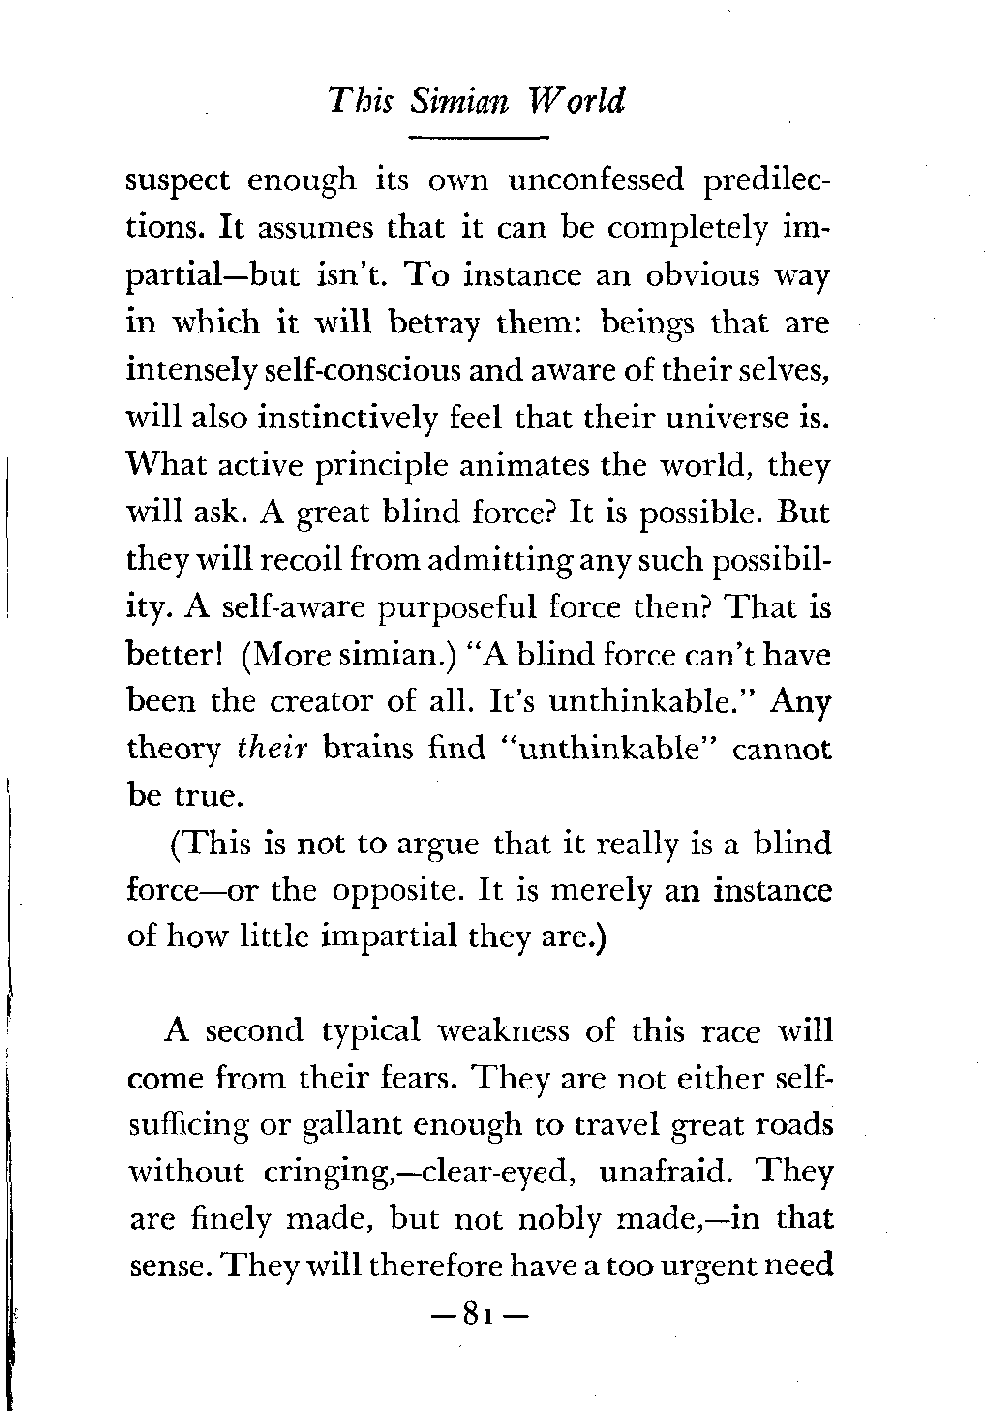 This Simian World
suspect enough its own unconfessed predilec-
tions. It assumes that it can be completely im-
partial—but isn't. To instance an obvious way
in which it will betray them: beings that are
intensely self-conscious and aware of their selves,
will also instinctively feel that their universe is.
What active principle animates the world, they
will ask. A great blind force? It is possible. But
they will recoil from admitting any such possibil-
ity. A self-aware purposeful force then? That is
better! (More simian.) “A blind force can't have
been the creator of all. It's unthinkable.” Any
theory their brains find “unthinkable” cannot
be true.
(This is not to argue that it really is a blind
force—or the opposite. It is merely an instance
of how little impartial they are.)
A second typical weakness of this race will
come from their fears. They are not either self-
sufficing or gallant enough to travel great roads
without cringing,—clear-eyed, unafraid. They
are finely made, but not nobly made,—in that
sense. They will therefore have a too urgent need
—81—